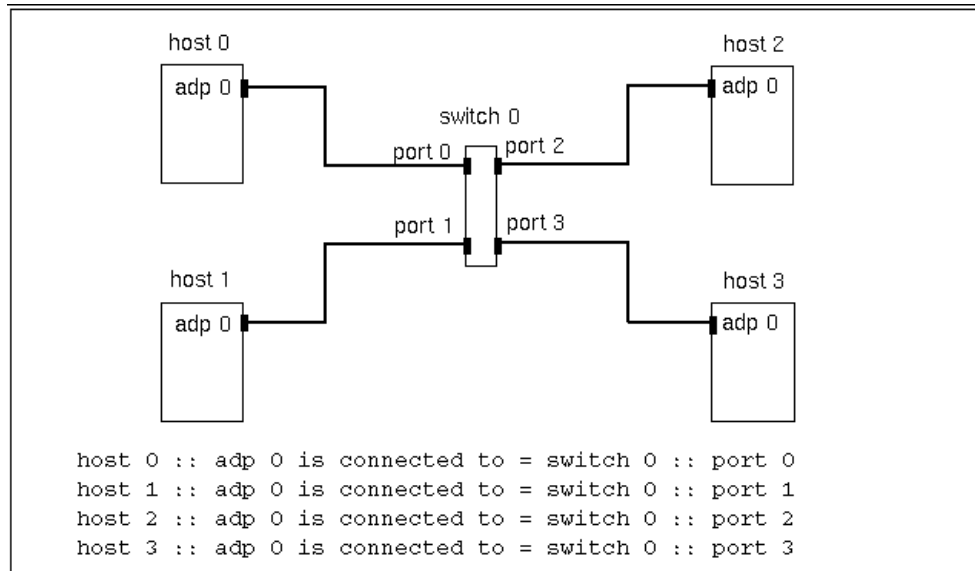 host 0
host 2
adp 0
adp 0
switch 0
port 0
port 2
port 1
port 3
host 1
host 3
adp 0
adp 0
host 0 :: adp 0 is connected to = switch 0 :: port 0
host 1 :: adp 0 is connected to = switch 0 :: port 1
host 2 :: adp 0 is connected to = switch 0 :: port 2
host 3 :: adp 0 is connected to = switch 0 :: port 3